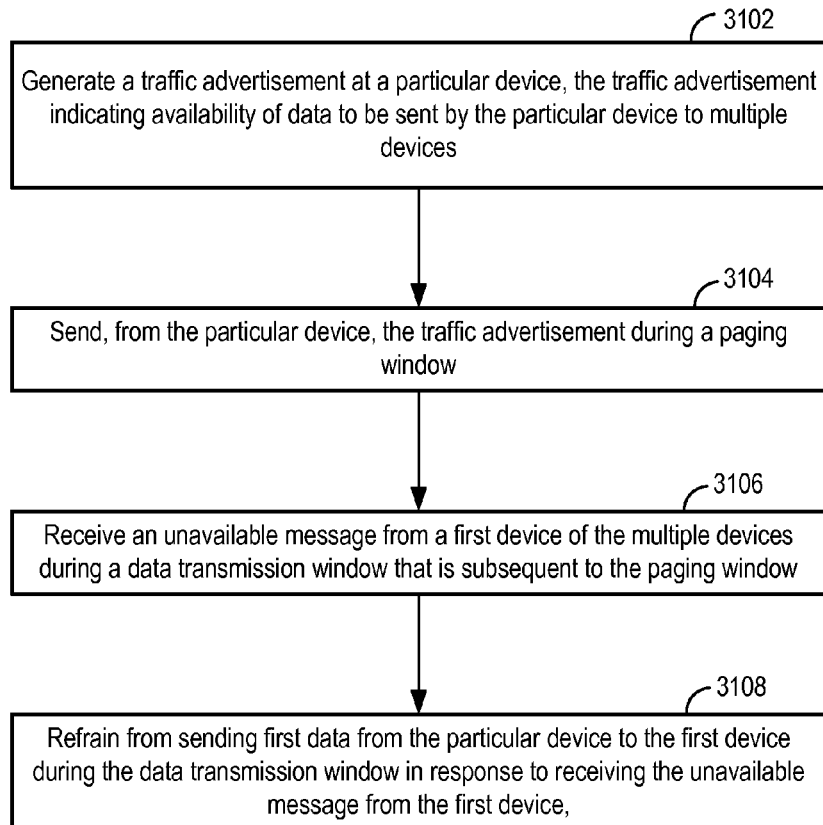 3102
Generate a traffic advertisement at a particular device, the traffic advertisement
indicating availability of data to be sent by the particular device to multiple
devices
3104
Send, from the particular device, the traffic advertisement during a paging
window
3106
Receive an unavailable message from a first device of the multiple devices
during a data transmission window that is subsequent to the paging window
3108
Refrain from sending first data from the particular device to the first device
during the data transmission window in response to receiving the unavailable
message from the first device,